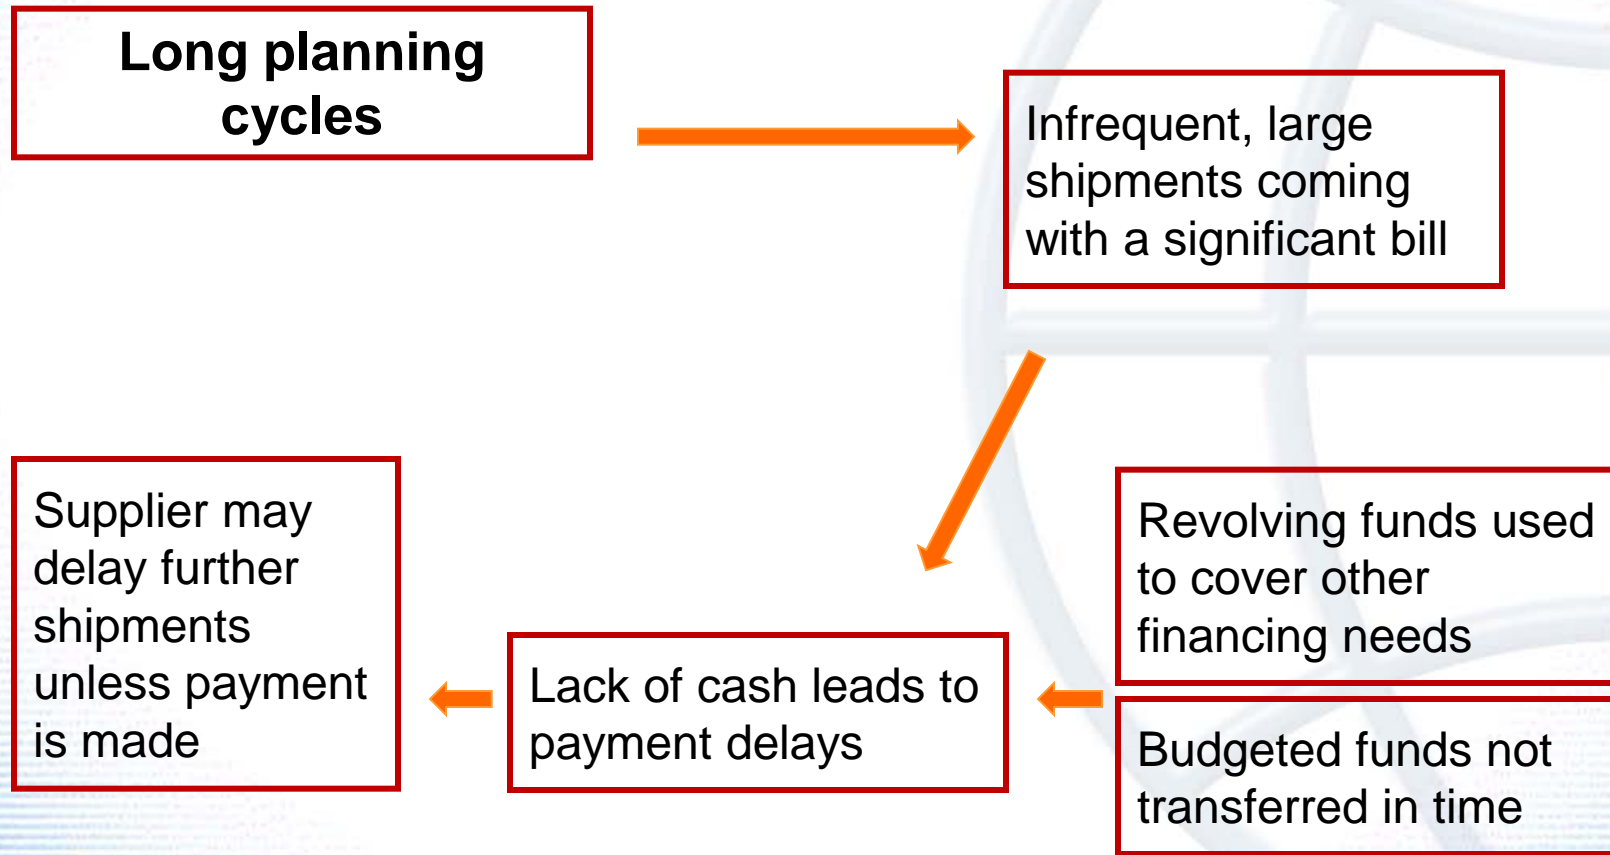 Long planning
cycles
Infrequent, large
shipments coming
with a significant bill
Supplier may
delay further
shipments
unless payment
is made
Lack of cash leads to
payment delays
Revolving funds used
to cover other
financing needs
Budgeted funds not
transferred in time